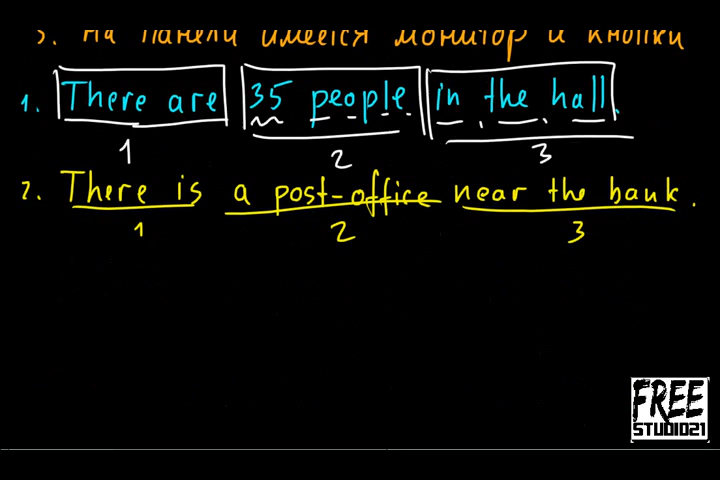 3. На панели имеется монитор и кнопки
1. There are 35 people in the hall.
1 2 3
2. There is a post-office near the bank.
1 2 3
FREE
STUDIO21